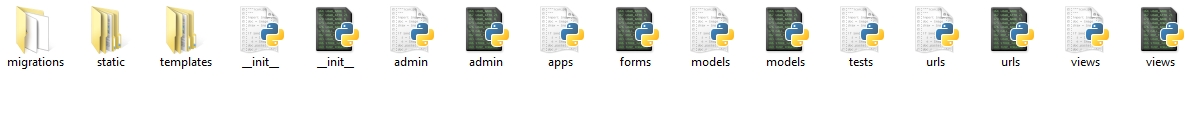 migrations static templates __init__ __init__ admin admin apps forms models models tests urls urls views views